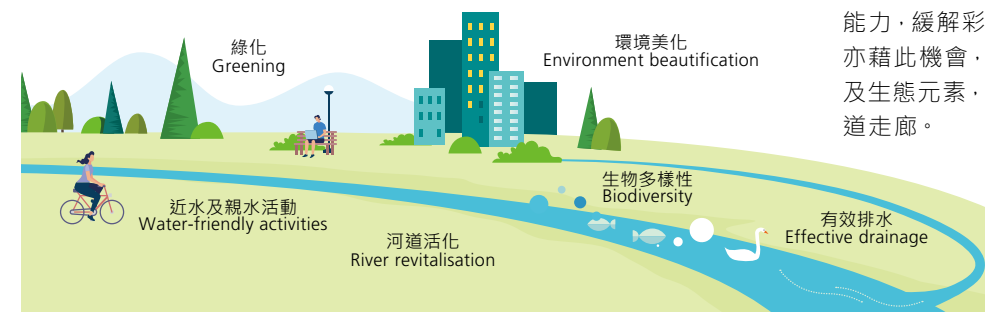 綠化
Greening
環境美化
Environment beautification
能力，緩解彩
亦藉此機會，
及生態元素，
道走廊。
近水及親水活動
Water-friendly activities
河道活化
River revitalisation
生物多樣性
Biodiversity
有效排水
Effective drainage